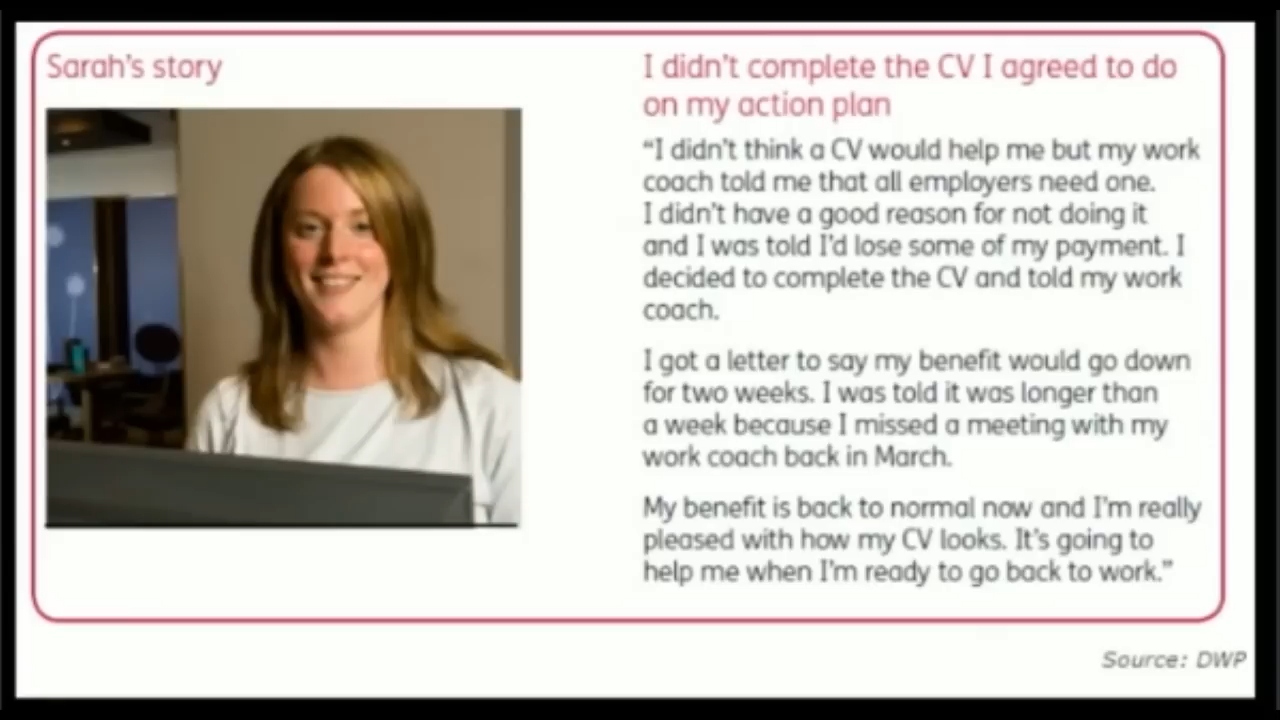 Sarah's story
I didn't complete the CV I agreed to do
on my action plan
“I didn't think a CV would help me but my work
coach told me that all employers need one.
I didn't have a good reason for not doing it
and I was told I'd lose some of my payment. I
decided to complete the CV and told my work
coach.
I got a letter to say my benefit would go down
for two weeks. I was told it was longer than
a week because I missed a meeting with my
work coach back in March.
My benefit is back to normal now and I'm really
pleased with how my CV looks. It's going to
help me when I'm ready to go back to work.”
Source: DWP